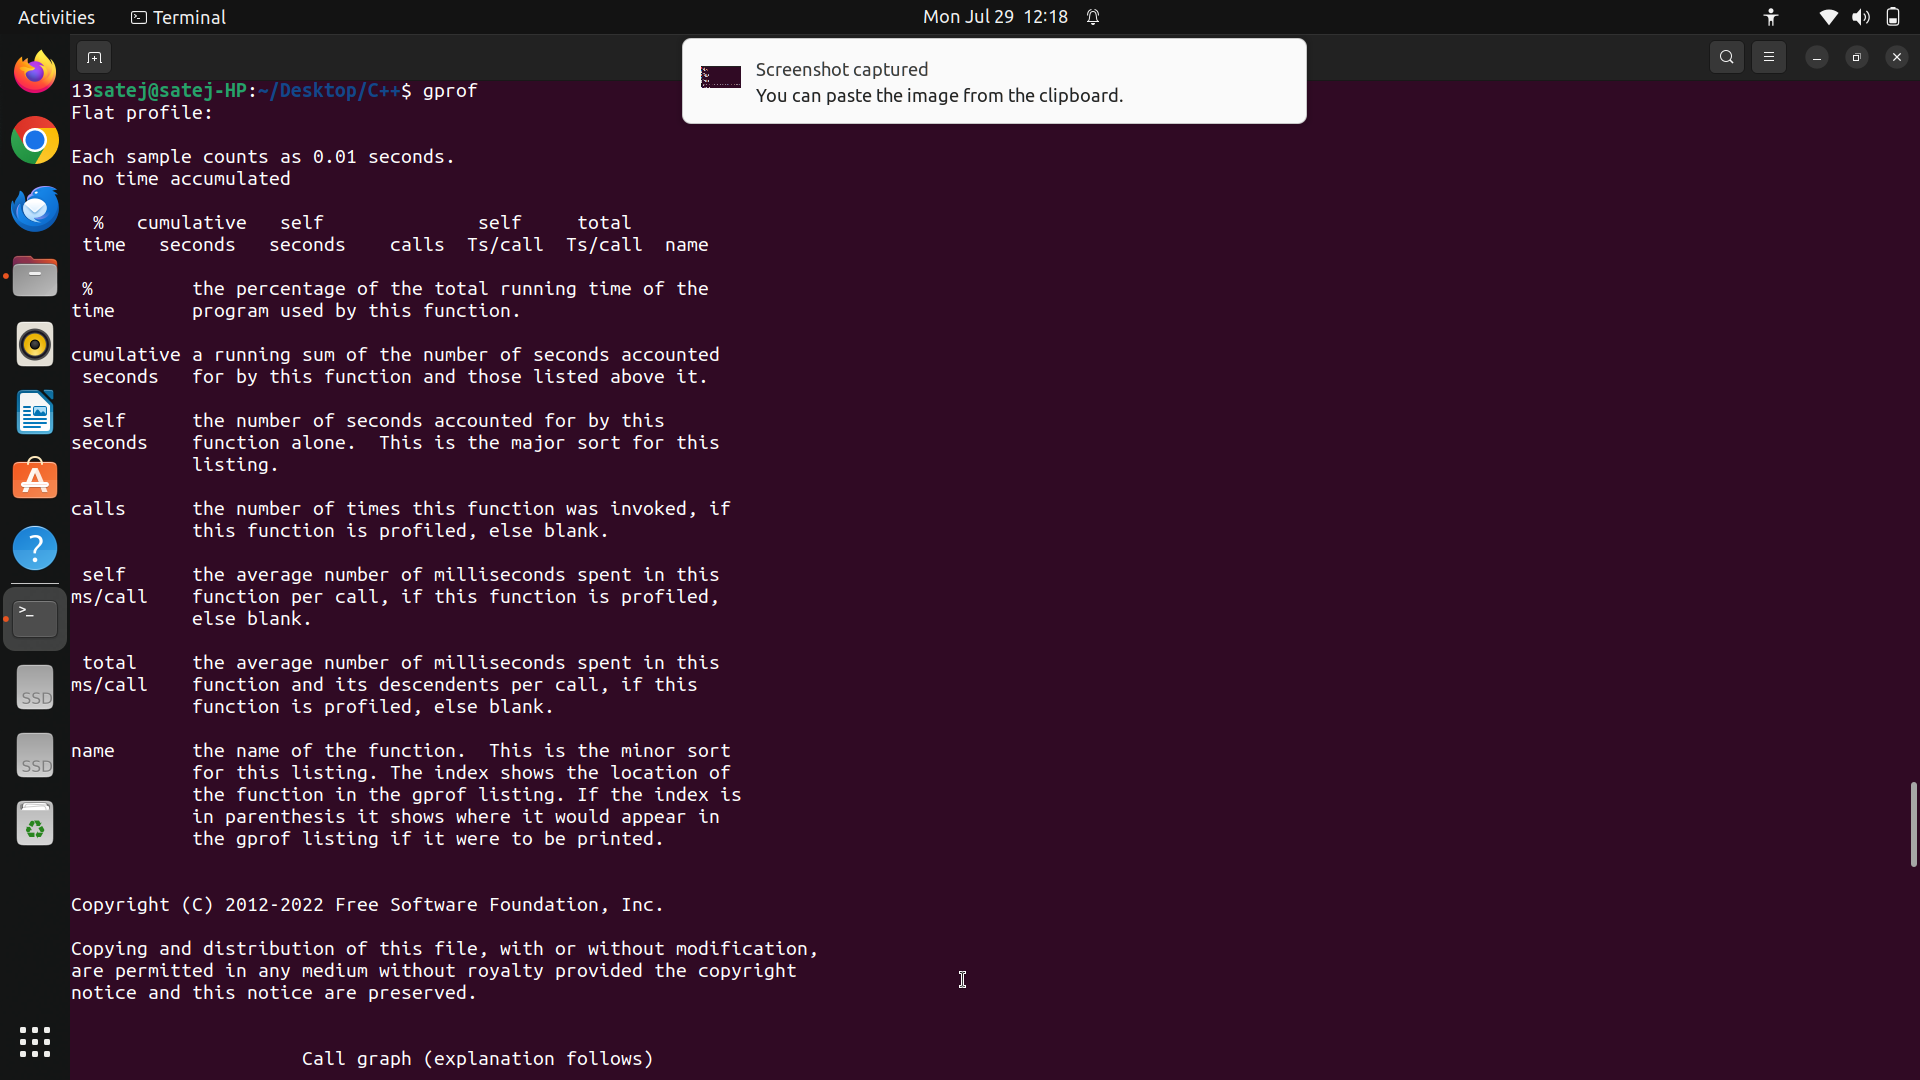 Activities
Terminal
Mon Jul 29 12:18
Screenshot captured
You can paste the image from the clipboard.
13satej@satej-HP:~/Desktop/C++$ gprof
Flat profile:
Each sample counts as 0.01 seconds.
no time accumulated
% cumulative self self total
time seconds seconds calls Ts/call Ts/call name
% the percentage of the total running time of the
time program used by this function.
cumulative a running sum of the number of seconds accounted
seconds for by this function and those listed above it.
self the number of seconds accounted for by this
seconds function alone. This is the major sort for this
listing.
calls the number of times this function was invoked, if
this function is profiled, else blank.
self the average number of milliseconds spent in this
ms/call function per call, if this function is profiled,
else blank.
total the average number of milliseconds spent in this
ms/call function and its descendents per call, if this
function is profiled, else blank.
name the name of the function. This is the minor sort
for this listing. The index shows the location of
the function in the gprof listing. If the index is
in parenthesis it shows where it would appear in
the gprof listing if it were to be printed.
Copyright (C) 2012-2022 Free Software Foundation, Inc.
Copying and distribution of this file, with or without modification,
are permitted in any medium without royalty provided the copyright
notice and this notice are preserved.
Call graph (explanation follows)
SSD
SSD